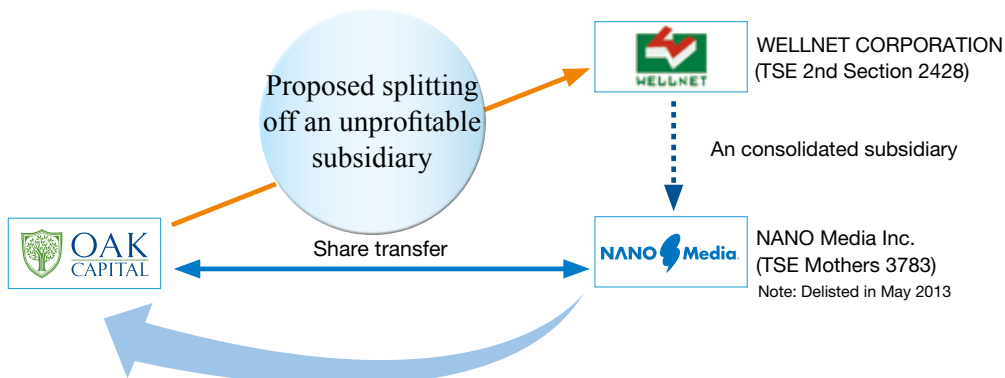 Proposed splitting
off an unprofitable
subsidiary
WELLNET
WELLNET CORPORATION
(TSE 2nd Section 2428)
An consolidated subsidiary
OAK
CAPITAL
Share transfer
NANO Media
NANO Media Inc.
(TSE Mothers 3783)
Note: Delisted in May 2013